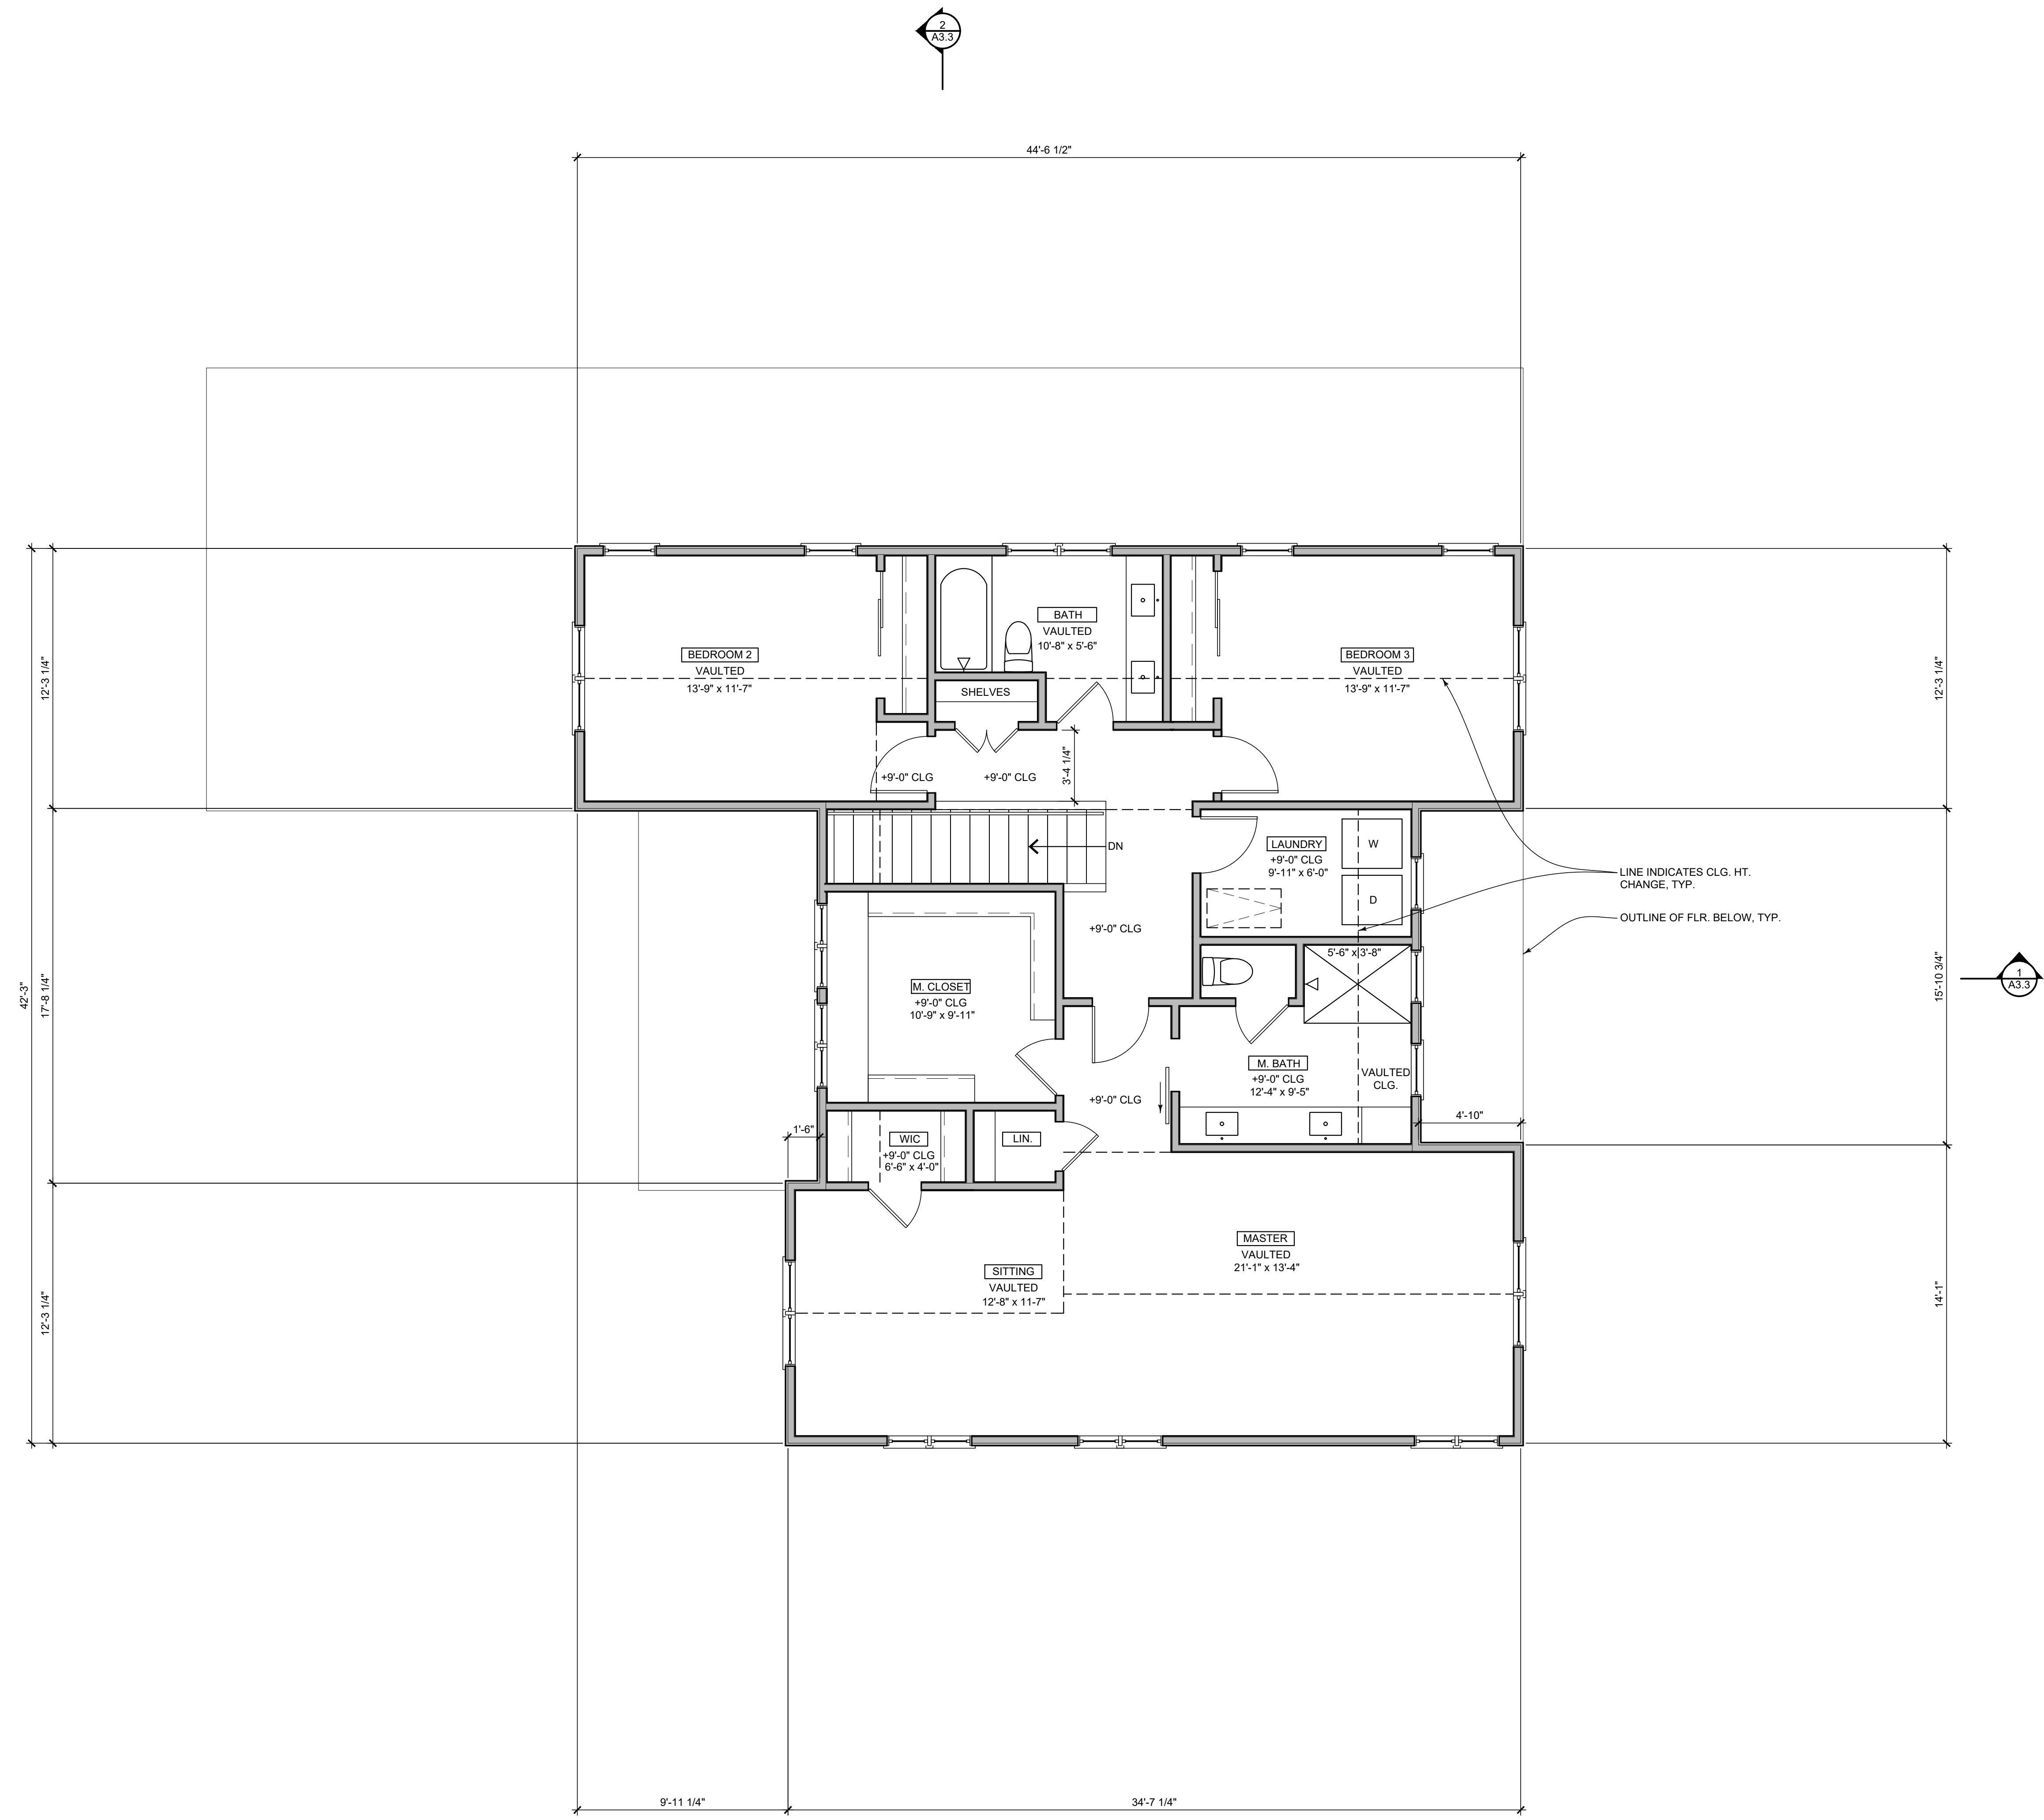 2
A3.3
44'-6 1/2"
BATH
VAULTED
10'-8" x 5'-6"
BEDROOM 2
VAULTED
13'-9" x 11'-7"
BEDROOM 3
VAULTED
13'-9" x 11'-7"
SHELVES
12'-3 1/4"
12'-3 1/4"
3'-4 1/4"
+9'-0" CLG
+9'-0" CLG
DN
LAUNDRY
+9'-0" CLG
9'-11" x 6'-0"
W
D
LINE INDICATES CLG. HT.
CHANGE, TYP.
OUTLINE OF FLR. BELOW, TYP.
+9'-0" CLG
5'-6" x 3'-8"
42'-3"
17'-8 1/4"
15'-10 3/4"
1
A3.3
M. CLOSET
+9'-0" CLG
10'-9" x 9'-11"
M. BATH
+9'-0" CLG
12'-4" x 9'-5"
VAULTED
CLG.
+9'-0" CLG
4'-10"
1'-6"
WIC
+9'-0" CLG
6'-6" x 4'-0"
LIN.
MASTER
VAULTED
21'-1" x 13'-4"
SITTING
VAULTED
12'-8" x 11-7"
12'-3 1/4"
14'-1"
9'-11 1/4"
34'-7 1/4"